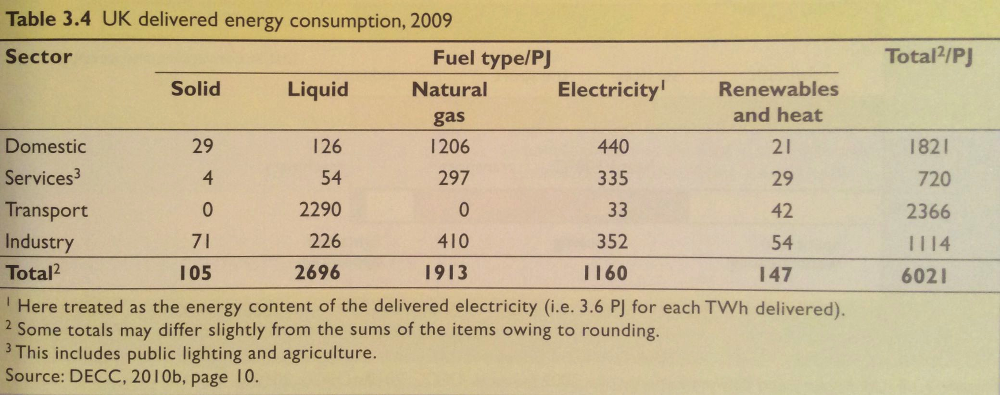 Table 3.4 UK delivered energy consumption, 2009
Sector Fuel type/PJ Total²/PJ
Solid Liquid Natural gas Electricity¹ Renewables and heat
Domestic 29 126 1206 440 21 1821
Services³ 4 54 297 335 29 720
Transport 0 2290 0 33 42 2366
Industry 71 226 410 352 54 1114
Total² 105 2696 1913 1160 147 6021
¹ Here treated as the energy content of the delivered electricity (i.e. 3.6 PJ for each TWh delivered).
² Some totals may differ slightly from the sums of the items owing to rounding.
³ This includes public lighting and agriculture.
Source: DECC, 2010b, page 10.